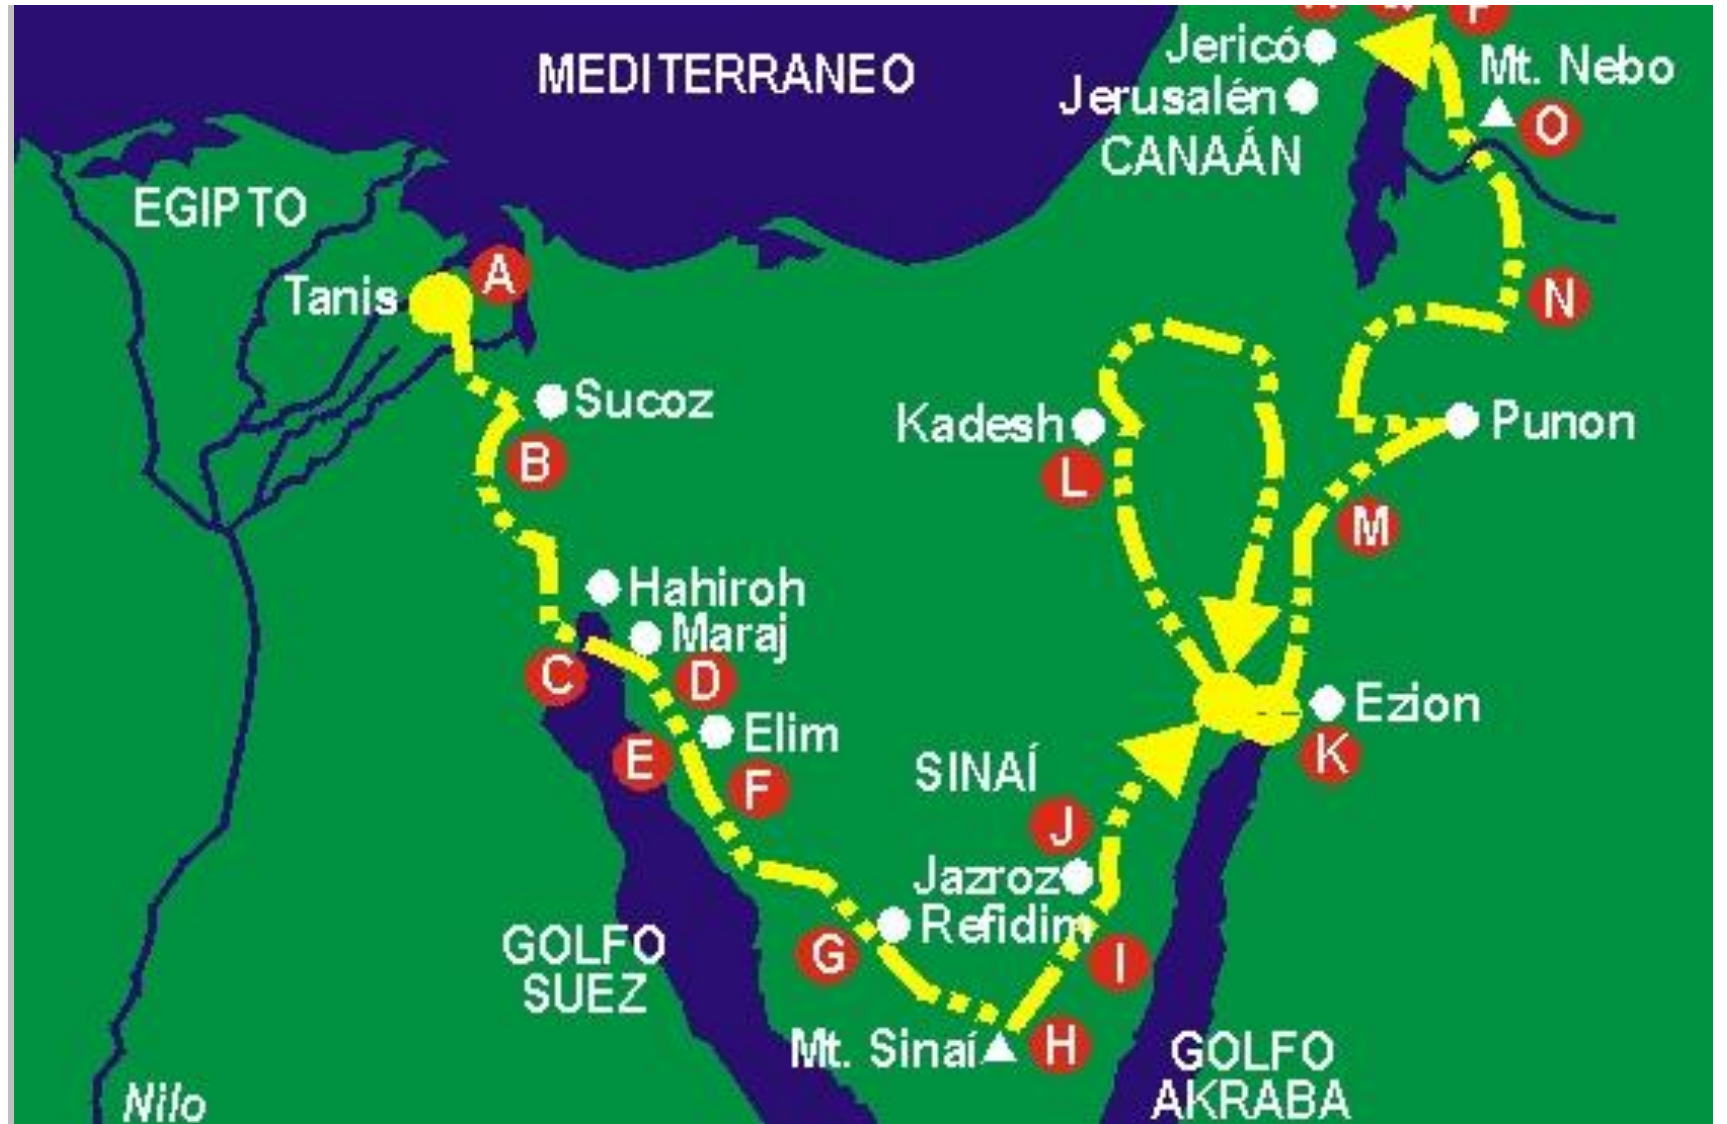 MEDITERRANEO
Jericó
Mt. Nebo
Jerusalén
O
CANAÁN
EGIPTO
Tanis
A
N
Sucoz
Kadesh
Punon
B
L
M
Hahiroh
Maraj
C
D
Ezion
Elim
E
SINAÍ
K
F
J
Jazroz
Refidim
G
I
GOLFO
SUEZ
Mt. Sinaí
H
GOLFO
AKRABA
Nilo